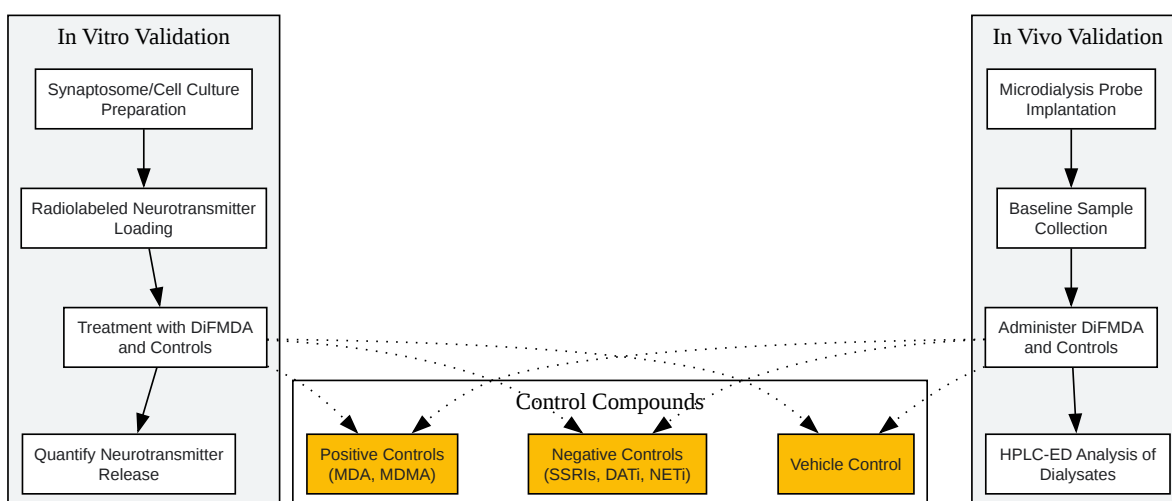 In Vitro Validation
Synaptosome/Cell Culture
Preparation
Radiolabeled Neurotransmitter
Loading
Treatment with DiFMDA
and Controls
Quantify Neurotransmitter
Release
Control Compounds
Positive Controls
(MDA, MDMA)
Negative Controls
(SSRIs, DATi, NETi)
Vehicle Control
In Vivo Validation
Microdialysis Probe
Implantation
Baseline Sample
Collection
Administer DiFMDA
and Controls
HPLC-ED Analysis of
Dialysates